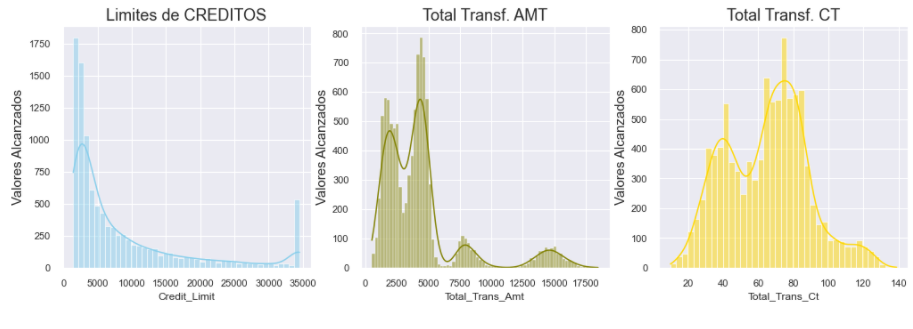 Limites de CREDITOS
Valores Alcanzados
1750
1500
1250
1000
750
500
250
0
0 5000 10000 15000 20000 25000 30000 35000
Credit_Limit
Total Transf. AMT
Valores Alcanzados
800
700
600
500
400
300
200
100
0
0 2500 5000 7500 10000 12500 15000 17500
Total_Trans_Amt
Total Transf. CT
Valores Alcanzados
800
700
600
500
400
300
200
100
0
20 40 60 80 100 120 140
Total_Trans_Ct